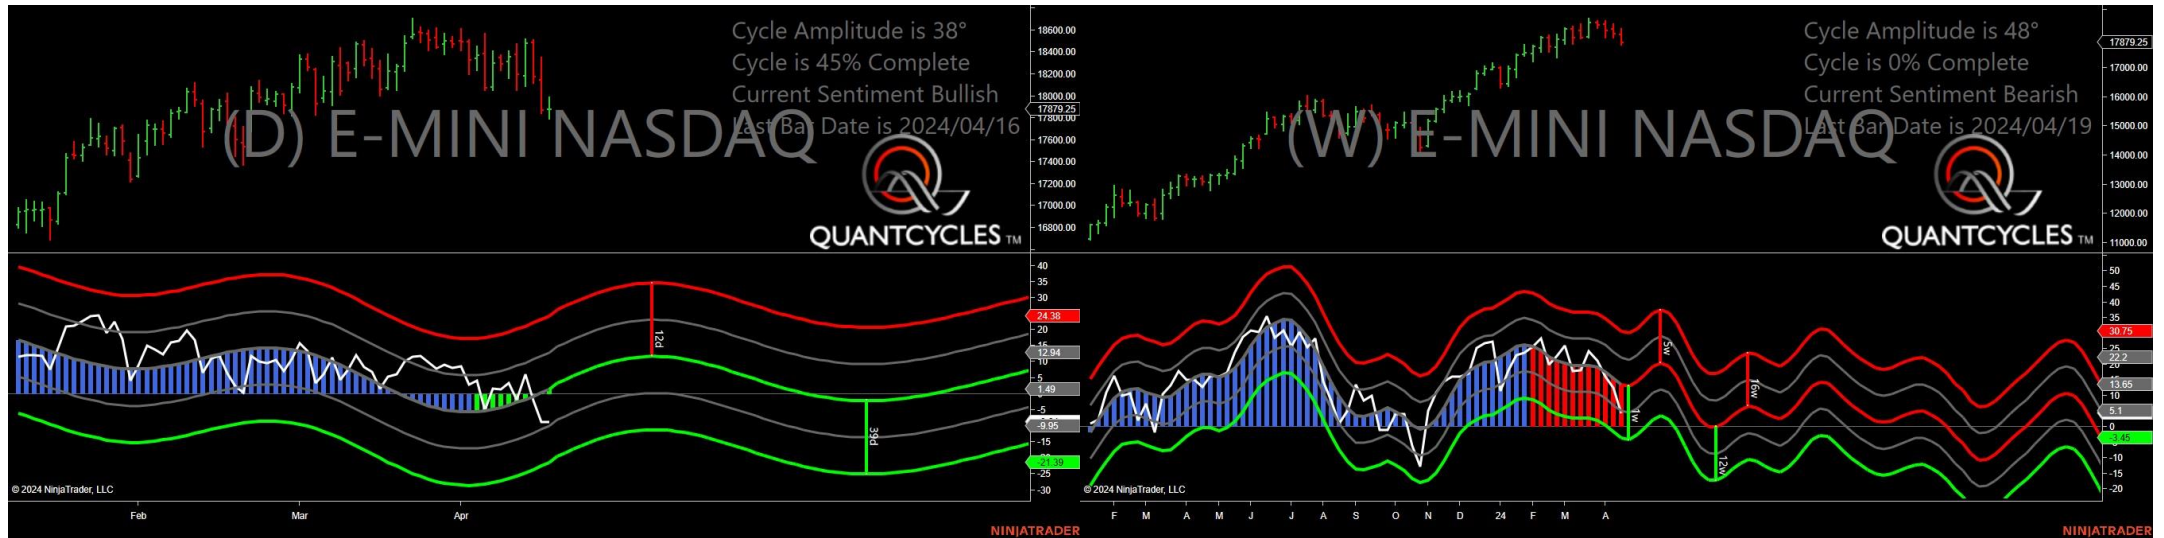 Cycle Amplitude is 38°
Cycle is 45% Complete
Current Sentiment Bullish
Last Bar Date is 2024/04/16
(D) E-MINI NASDAQ
QUANTCYCLES TM
18600.00
18400.00
18200.00
18000.00
17879.25
17800.00
17600.00
17400.00
17200.00
17000.00
16800.00
40
35
30
24.38
20
15
12.94
10
5
1.49
-5
-9.95
-15
-21.39
-25
-30
12d
39d
© 2024 NinjaTrader, LLC
Feb
Mar
Apr
NINJATRADER
Cycle Amplitude is 48°
Cycle is 0% Complete
Current Sentiment Bearish
Last Bar Date is 2024/04/19
(W) E-MINI NASDAQ
QUANTCYCLES TM
17879.25
17000.00
16000.00
15000.00
14000.00
13000.00
12000.00
11000.00
50
45
40
35
30.75
25
22.2
20
13.65
10
5.1
0
-3.45
-10
-15
-20
5w
16w
1w
12w
© 2024 NinjaTrader, LLC
F M A M J J A S O N D 24 F M A
NINJATRADER